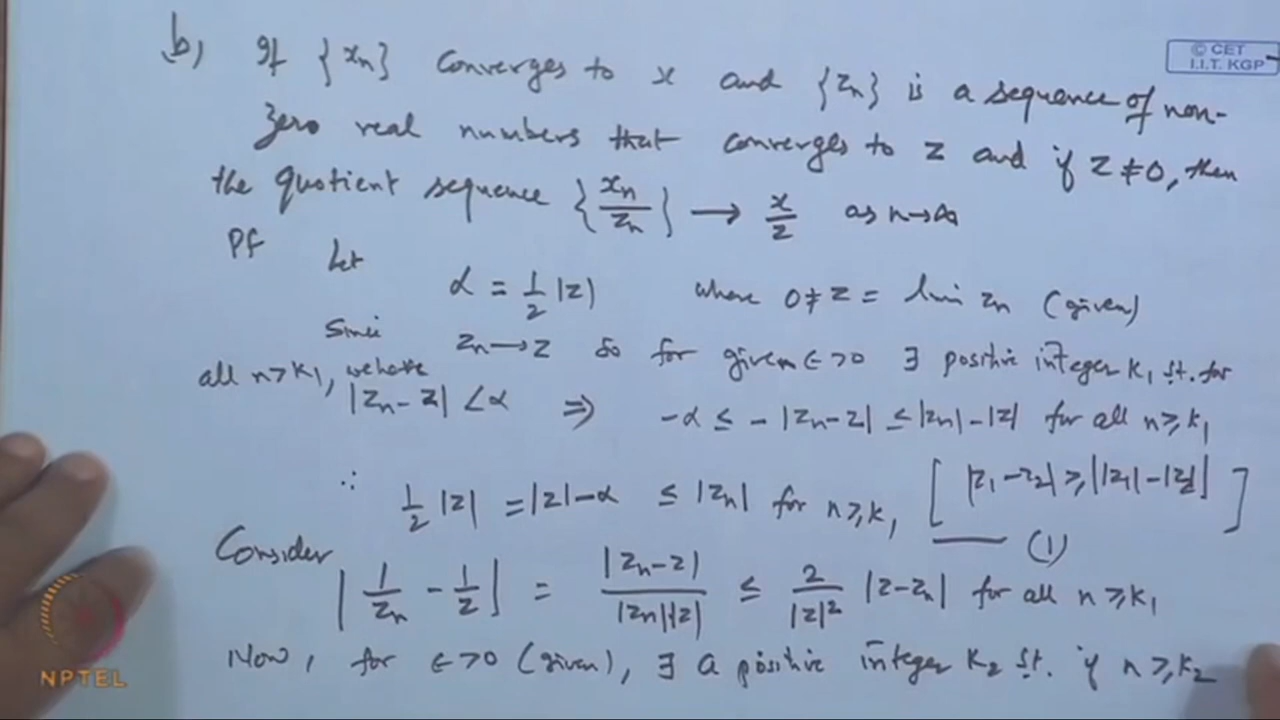 © CET
I.I.T. KGP
b) If {xn} converges to x and {zn} is a sequence of non-
zero real numbers that converges to z and if z ≠ 0, then
the quotient sequence {xn/zn} → x/z as n→∞
Pf Let
α = 1/2 |z| where 0 ≠ z = lim zn (given)
Since zn → z so for given ε > 0 ∃ positive integer K1 s.t. for
all n ≥ K1, we have
|zn - z| < α ⇒ -α ≤ - |zn - z| ≤ |zn| - |z| for all n ≥ K1
∴ 1/2 |z| = |z| - α ≤ |zn| for n ≥ K1 [ |z1 - z2| ≥ ||z1| - |z2|| ]
—— (1)
Consider
| 1/zn - 1/z | = |zn - z| / |zn||z| ≤ 2/|z|² |z - zn| for all n ≥ K1
Now, for ε > 0 (given), ∃ a positive integer K2 s.t. if n ≥ K2
NPTEL